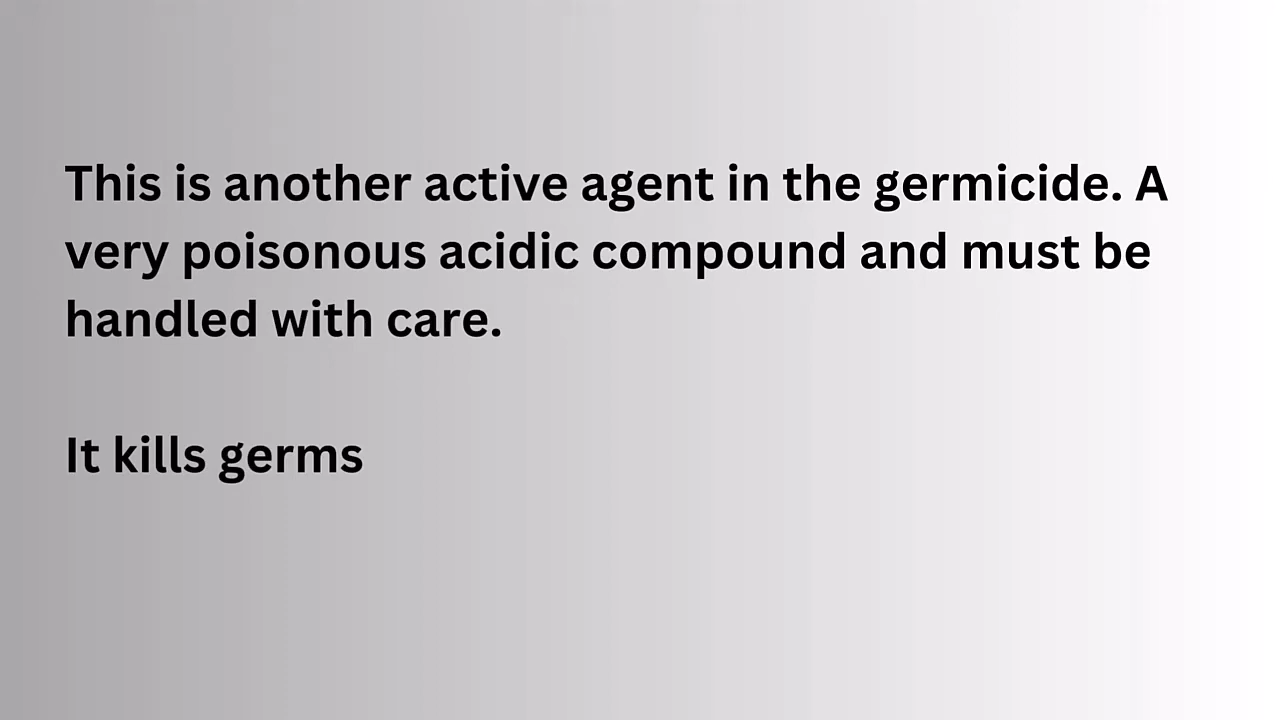 This is another active agent in the germicide. A
very poisonous acidic compound and must be
handled with care.
It kills germs